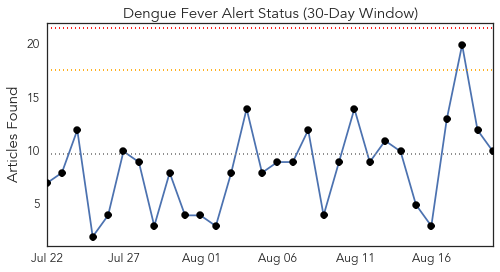 Dengue Fever Alert Status (30-Day Window)
Articles Found
20
15
10
5
Jul 22 Jul 27 Aug 01 Aug 06 Aug 11 Aug 16